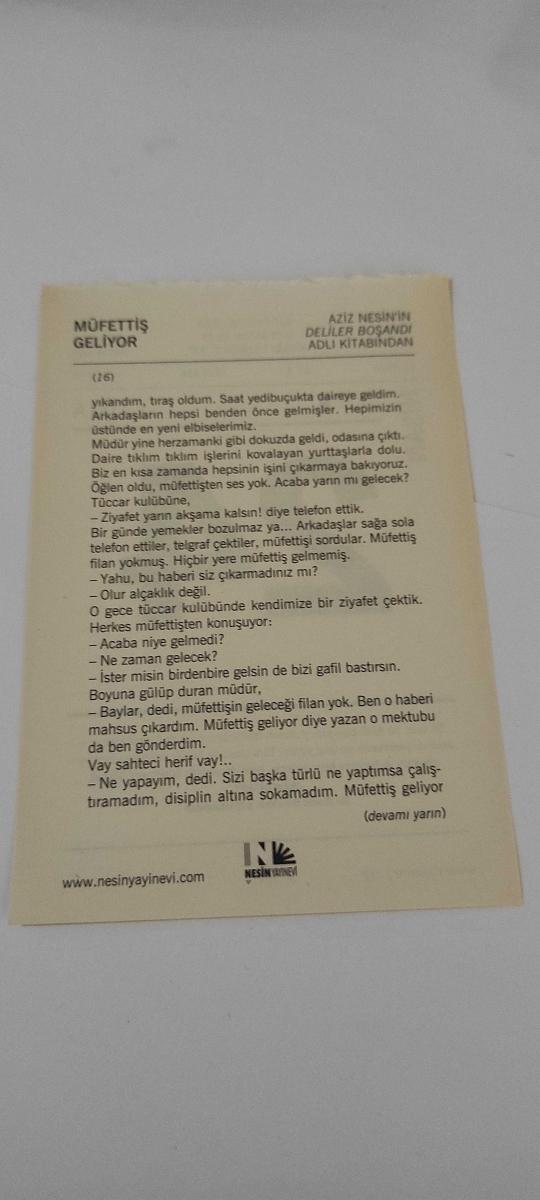 MÜFETTİŞ
GELİYOR
AZİZ NESİN'İN
DELİLER BOŞANDI
ADLI KİTABINDAN
(16)
yıkandım, tıraş oldum. Saat yedibuçukta daireye geldim.
Arkadaşların hepsi benden önce gelmişler. Hepimizin
üstünde en yeni elbiselerimiz.
Müdür yine herzamanki gibi dokuzda geldi, odasına çıktı.
Daire tıklım tıklım işlerini kovalayan yurttaşlarla dolu.
Biz en kısa zamanda hepsinin işini çıkarmaya bakıyoruz.
Öğlen oldu, müfettişten ses yok. Acaba yarın mı gelecek?
Tüccar kulübüne,
– Ziyafet yarın akşama kalsın! diye telefon ettik.
Bir günde yemekler bozulmaz ya... Arkadaşlar sağa sola
telefon ettiler, telgraf çektiler, müfettişi sordular. Müfettiş
filan yokmuş. Hiçbir yere müfettiş gelmemiş.
– Yahu, bu haberi siz çıkarmadınız mı?
– Olur alçaklık değil.
O gece tüccar kulübünde kendimize bir ziyafet çektik.
Herkes müfettişten konuşuyor:
– Acaba niye gelmedi?
– Ne zaman gelecek?
– İster misin birdenbire gelsin de bizi gafil bastırsın.
Boyuna gülüp duran müdür,
– Baylar, dedi, müfettişin geleceği filan yok. Ben o haberi
mahsus çıkardım. Müfettiş geliyor diye yazan o mektubu
da ben gönderdim.
Vay sahteci herif vay!..
– Ne yapayım, dedi. Sizi başka türlü ne yaptımsa çalış-
tıramadım, disiplin altına sokamadım. Müfettiş geliyor
(devamı yarın)
www.nesinyayinevi.com
NESİN YAYINEVİ